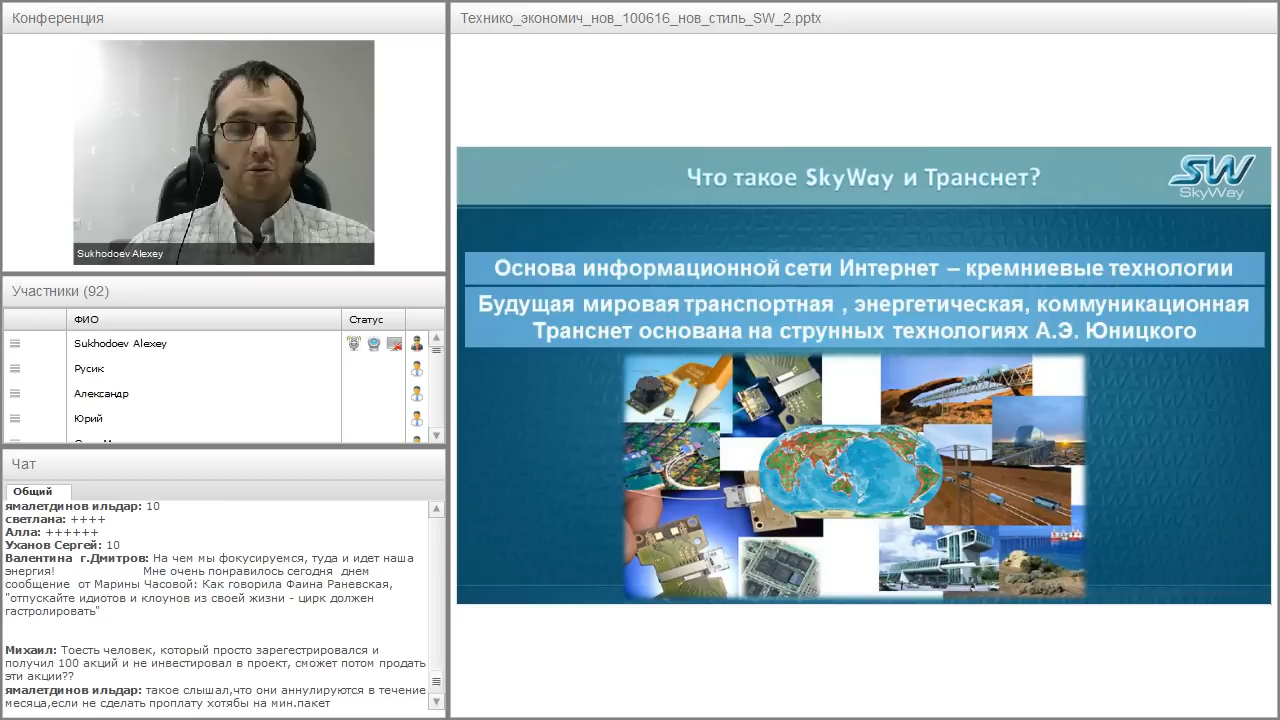 Конференция
Sukhodoev Alexey
Участники (92)
ФИО
Статус
Sukhodoev Alexey
Русик
Александр
Юрий
Чат
Общий
ямалетдинов ильдар: 10
светлана: ++++
Алла: ++++++
Уханов Сергей: 10
Валентина г.Дмитров: На чем мы фокусируемся, туда и идет наша
энергия! Мне очень понравилось сегодня днем
сообщение от Марины Часовой: Как говорила Фаина Раневская,
"отпускайте идиотов и клоунов из своей жизни - цирк должен
гастролировать"
Михаил: Тоесть человек, который просто зарегестрировался и
получил 100 акций и не инвестировал в проект, сможет потом продать
эти акции??
ямалетдинов ильдар: такое слышал,что они аннулируются в течение
месяца,если не сделать проплату хотябы на мин.пакет
Технико_экономич_нов_100616_нов_стиль_SW_2.pptx
Что такое SkyWay и Транснет?
SW
SkyWay
Основа информационной сети Интернет – кремниевые технологии
Будущая мировая транспортная , энергетическая, коммуникационная
Транснет основана на струнных технологиях А.Э. Юницкого